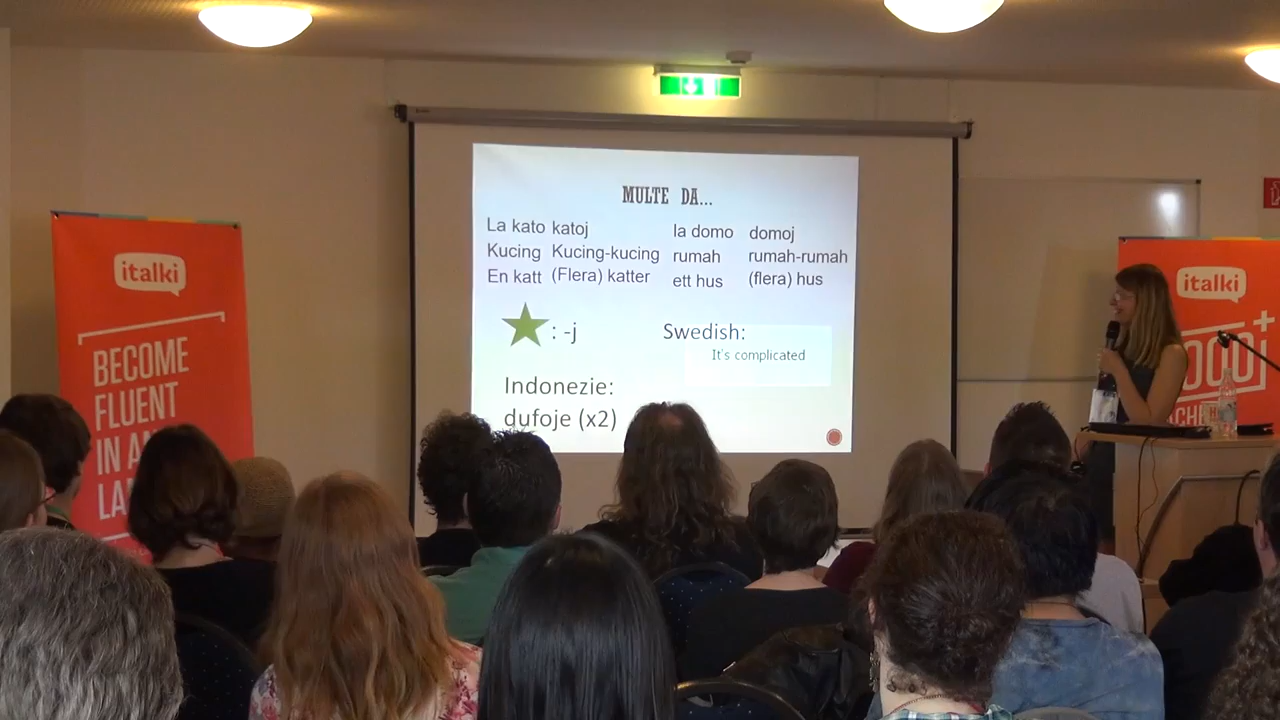 MULTE DA...
La kato katoj la domo domoj
Kucing Kucing-kucing rumah rumah-rumah
En katt (Flera) katter ett hus (flera) hus
: -j
Swedish:
It's complicated
Indonezie:
dufoje (x2)
italki
BECOME
FLUENT
IN A
LA
italki